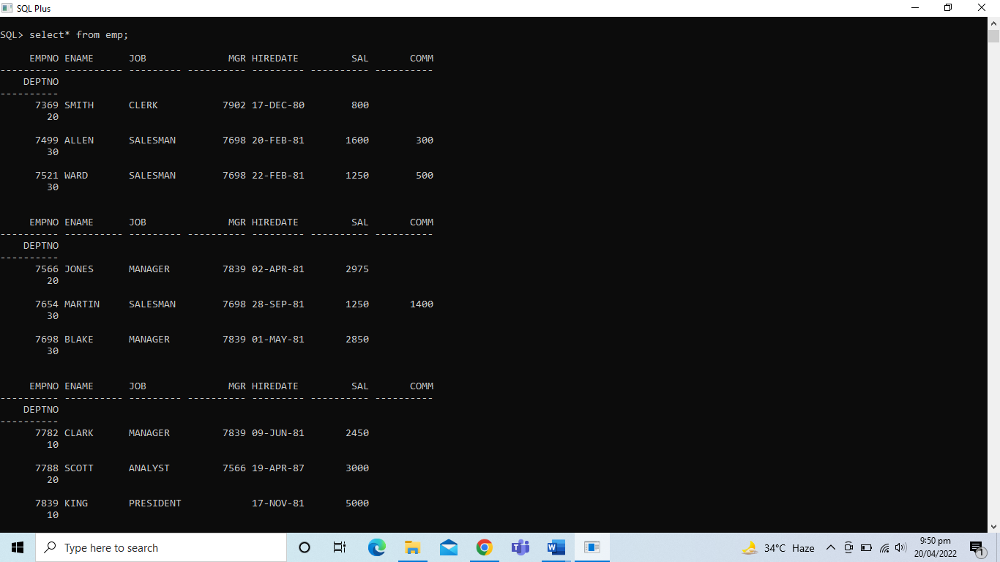 SQL Plus
SQL> select* from emp;
EMPNO ENAME JOB MGR HIREDATE SAL COMM
---------- ---------- --------- ---------- --------- ---------- ----------
DEPTNO
----------
7369 SMITH CLERK 7902 17-DEC-80 800
20
7499 ALLEN SALESMAN 7698 20-FEB-81 1600 300
30
7521 WARD SALESMAN 7698 22-FEB-81 1250 500
30
EMPNO ENAME JOB MGR HIREDATE SAL COMM
---------- ---------- --------- ---------- --------- ---------- ----------
DEPTNO
----------
7566 JONES MANAGER 7839 02-APR-81 2975
20
7654 MARTIN SALESMAN 7698 28-SEP-81 1250 1400
30
7698 BLAKE MANAGER 7839 01-MAY-81 2850
30
EMPNO ENAME JOB MGR HIREDATE SAL COMM
---------- ---------- --------- ---------- --------- ---------- ----------
DEPTNO
----------
7782 CLARK MANAGER 7839 09-JUN-81 2450
10
7788 SCOTT ANALYST 7566 19-APR-87 3000
20
7839 KING PRESIDENT 17-NOV-81 5000
10
Type here to search
34°C Haze
9:50 pm
20/04/2022
1